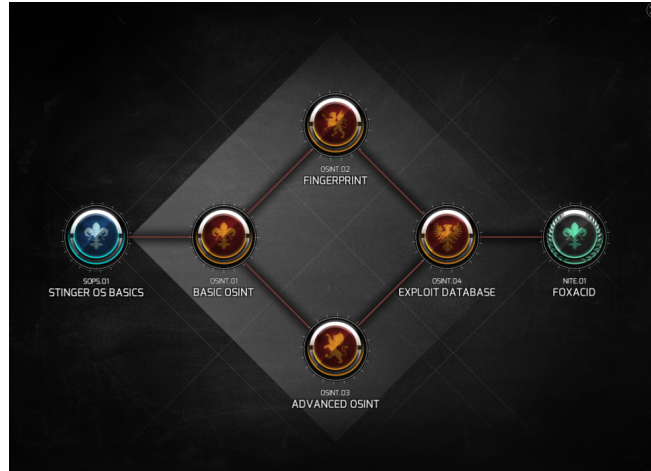 OSINT.02
FINGERPRINT
SOPS.01
STINGER OS BASICS
OSINT.01
BASIC OSINT
OSINT.04
EXPLOIT DATABASE
NITE.01
FOXACID
OSINT.03
ADVANCED OSINT